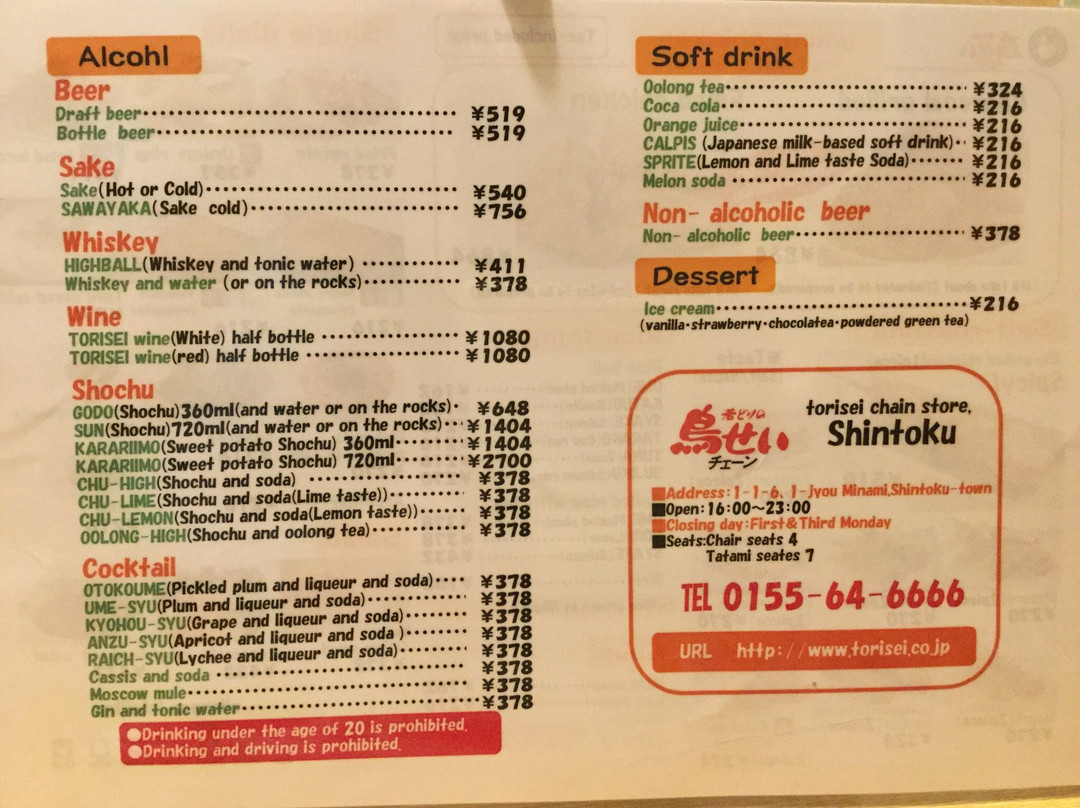 Alcohl
Beer
Draft beer ¥519
Bottle beer ¥519
Sake
Sake(Hot or Cold) ¥540
SAWAYAKA(Sake cold) ¥756
Whiskey
HIGHBALL(Whiskey and tonic water) ¥411
Whiskey and water (or on the rocks) ¥378
Wine
TORISEI wine(White) half bottle ¥1080
TORISEI wine(red) half bottle ¥1080
Shochu
GODO(Shochu)360ml(and water or on the rocks) ¥648
SUN(Shochu)720ml(and water or on the rocks) ¥1404
KARARIIMO(Sweet potato Shochu) 360ml ¥1404
KARARIIMO(Sweet potato Shochu) 720ml ¥2700
CHU-HIGH(Shochu and soda) ¥378
CHU-LIME(Shochu and soda(Lime taste)) ¥378
CHU-LEMON(Shochu and soda(Lemon taste)) ¥378
OOLONG-HIGH(Shochu and oolong tea) ¥378
Cocktail
OTOKOUME(Pickled plum and liqueur and soda) ¥378
UME-SYU(Plum and liqueur and soda) ¥378
KYOHOU-SYU(Grape and liqueur and soda) ¥378
ANZU-SYU(Apricot and liqueur and soda ) ¥378
RAICH-SYU(Lychee and liqueur and soda) ¥378
Cassis and soda ¥378
Moscow mule ¥378
Gin and tonic water ¥378
●Drinking under the age of 20 is prohibited.
●Drinking and driving is prohibited.
Soft drink
Oolong tea ¥324
Coca cola ¥216
Orange juice ¥216
CALPIS (Japanese milk-based soft drink) ¥216
SPRITE(Lemon and Lime taste Soda) ¥216
Melon soda ¥216
Non- alcoholic beer
Non- alcoholic beer ¥378
Dessert
Ice cream ¥216
(vanilla・strawberry・chocolatea・powdered green tea)
若どりの
鳥せい
チェーン
torisei chain store.
Shintoku
■Address:1-1-6、1-Jyou Minami,Shintoku-town
■Open:16:00〜23:00
■Closing day:First&Third Monday
■Seats:Chair seats 4
Tatami seates 7
TEL 0155-64-6666
URL http://www.torisei.co.jp